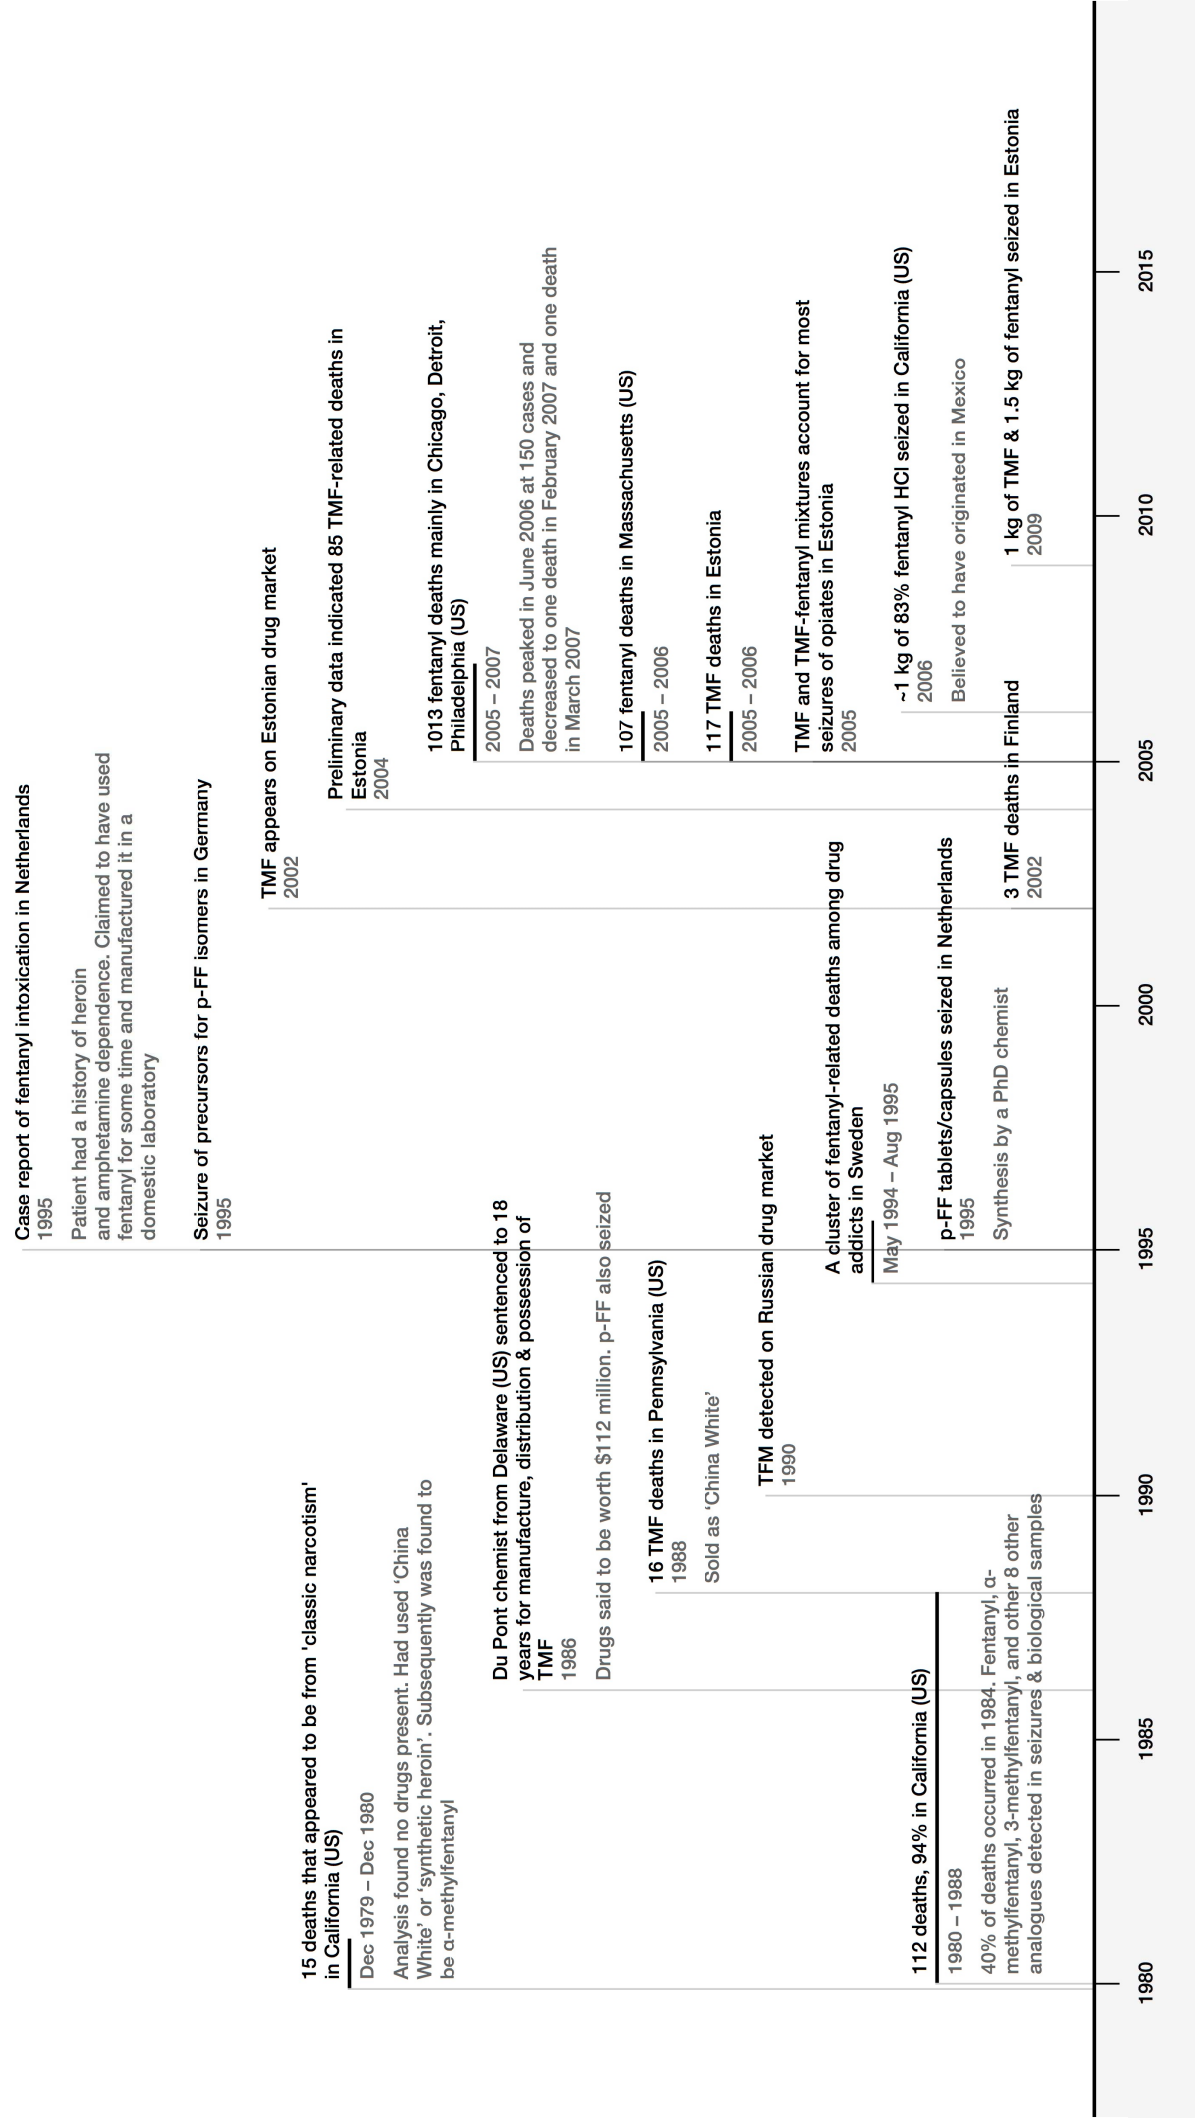 Case report of fentanyl intoxication in Netherlands
1995
Patient had a history of heroin
and amphetamine dependence. Claimed to have used
fentanyl for some time and manufactured it in a
domestic laboratory
Seizure of precursors for p-FF isomers in Germany
1995
TMF appears on Estonian drug market
2002
15 deaths that appeared to be from 'classic narcotism'
in California (US)
Dec 1979 – Dec 1980
Analysis found no drugs present. Had used ‘China
White’ or ‘synthetic heroin’. Subsequently was found to
be α-methylfentanyl
Preliminary data indicated 85 TMF-related deaths in
Estonia
2004
1013 fentanyl deaths mainly in Chicago, Detroit,
Philadelphia (US)
2005 – 2007
Deaths peaked in June 2006 at 150 cases and
decreased to one death in February 2007 and one death
in March 2007
Du Pont chemist from Delaware (US) sentenced to 18
years for manufacture, distribution & possession of
TMF
1986
Drugs said to be worth $112 million. p-FF also seized
107 fentanyl deaths in Massachusetts (US)
2005 – 2006
16 TMF deaths in Pennsylvania (US)
1988
Sold as ‘China White’
117 TMF deaths in Estonia
2005 – 2006
TFM detected on Russian drug market
1990
TMF and TMF-fentanyl mixtures account for most
seizures of opiates in Estonia
2005
A cluster of fentanyl-related deaths among drug
addicts in Sweden
May 1994 – Aug 1995
~1 kg of 83% fentanyl HCl seized in California (US)
2006
Believed to have originated in Mexico
112 deaths, 94% in California (US)
1980 – 1988
40% of deaths occurred in 1984. Fentanyl, α-
methylfentanyl, 3-methylfentanyl, and other 8 other
analogues detected in seizures & biological samples
p-FF tablets/capsules seized in Netherlands
1995
Synthesis by a PhD chemist
3 TMF deaths in Finland
2002
1 kg of TMF & 1.5 kg of fentanyl seized in Estonia
2009
1980
1985
1990
1995
2000
2005
2010
2015